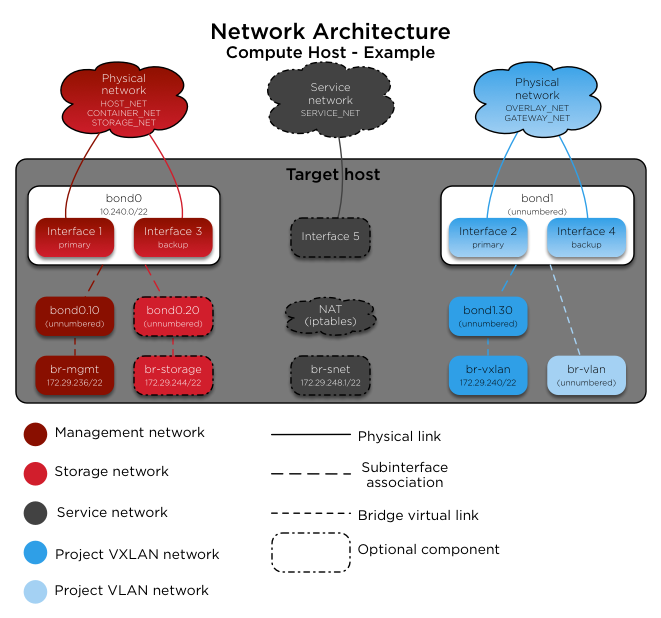 Network Architecture
Compute Host - Example
Physical
network
HOST_NET
CONTAINER_NET
STORAGE_NET
Service
network
SERVICE_NET
Physical
network
OVERLAY_NET
GATEWAY_NET
Target host
bond0
10.240.0/22
Interface 1
primary
Interface 3
backup
Interface 5
bond1
(unnumbered)
Interface 2
primary
Interface 4
backup
bond0.10
(unnumbered)
bond0.20
(unnumbered)
NAT
(iptables)
bond1.30
(unnumbered)
br-mgmt
172.29.236/22
br-storage
172.29.244/22
br-snet
172.29.248.1/22
br-vxlan
172.29.240/22
br-vlan
(unnumbered)
Management network
Storage network
Service network
Project VXLAN network
Project VLAN network
Physical link
Subinterface
association
Bridge virtual link
Optional component